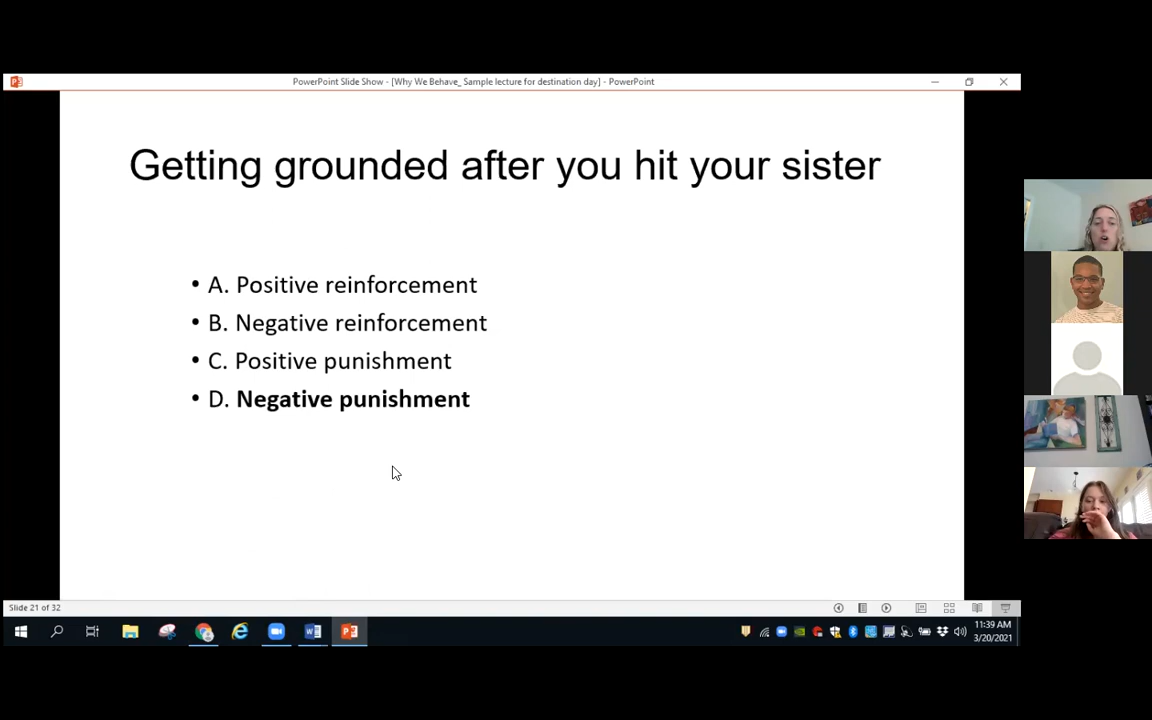 PowerPoint Slide Show - [Why We Behave_ Sample lecture for destination day] - PowerPoint
Getting grounded after you hit your sister
• A. Positive reinforcement
• B. Negative reinforcement
• C. Positive punishment
• D. Negative punishment
Slide 21 of 32
11:39 AM
3/20/2021